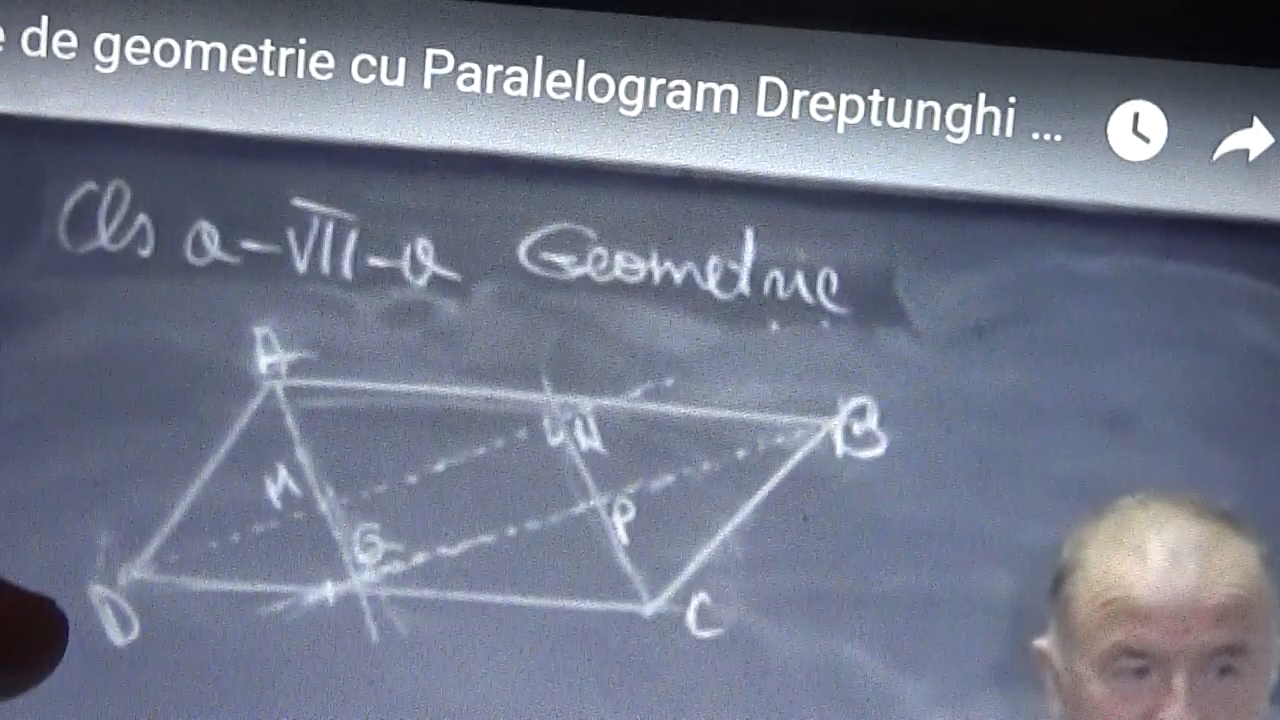 de geometrie cu Paralelogram Dreptunghi ...
Cls a-VII-a Geometrie
A
B
N
M
P
G
D
C